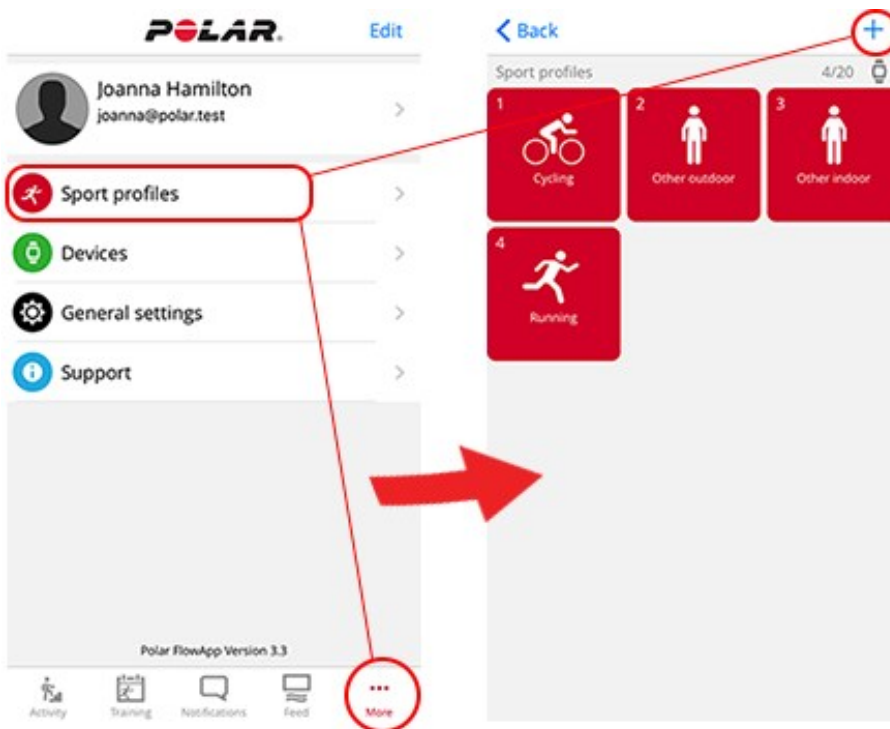 POLAR.
Edit
Joanna Hamilton
joanna@polar.test
Sport profiles
Devices
General settings
Support
Polar FlowApp Version 3.3
Activity
Training
Notifications
Feed
More
Back
+
Sport profiles 4/20
1
Cycling
2
Other outdoor
3
Other indoor
4
Running